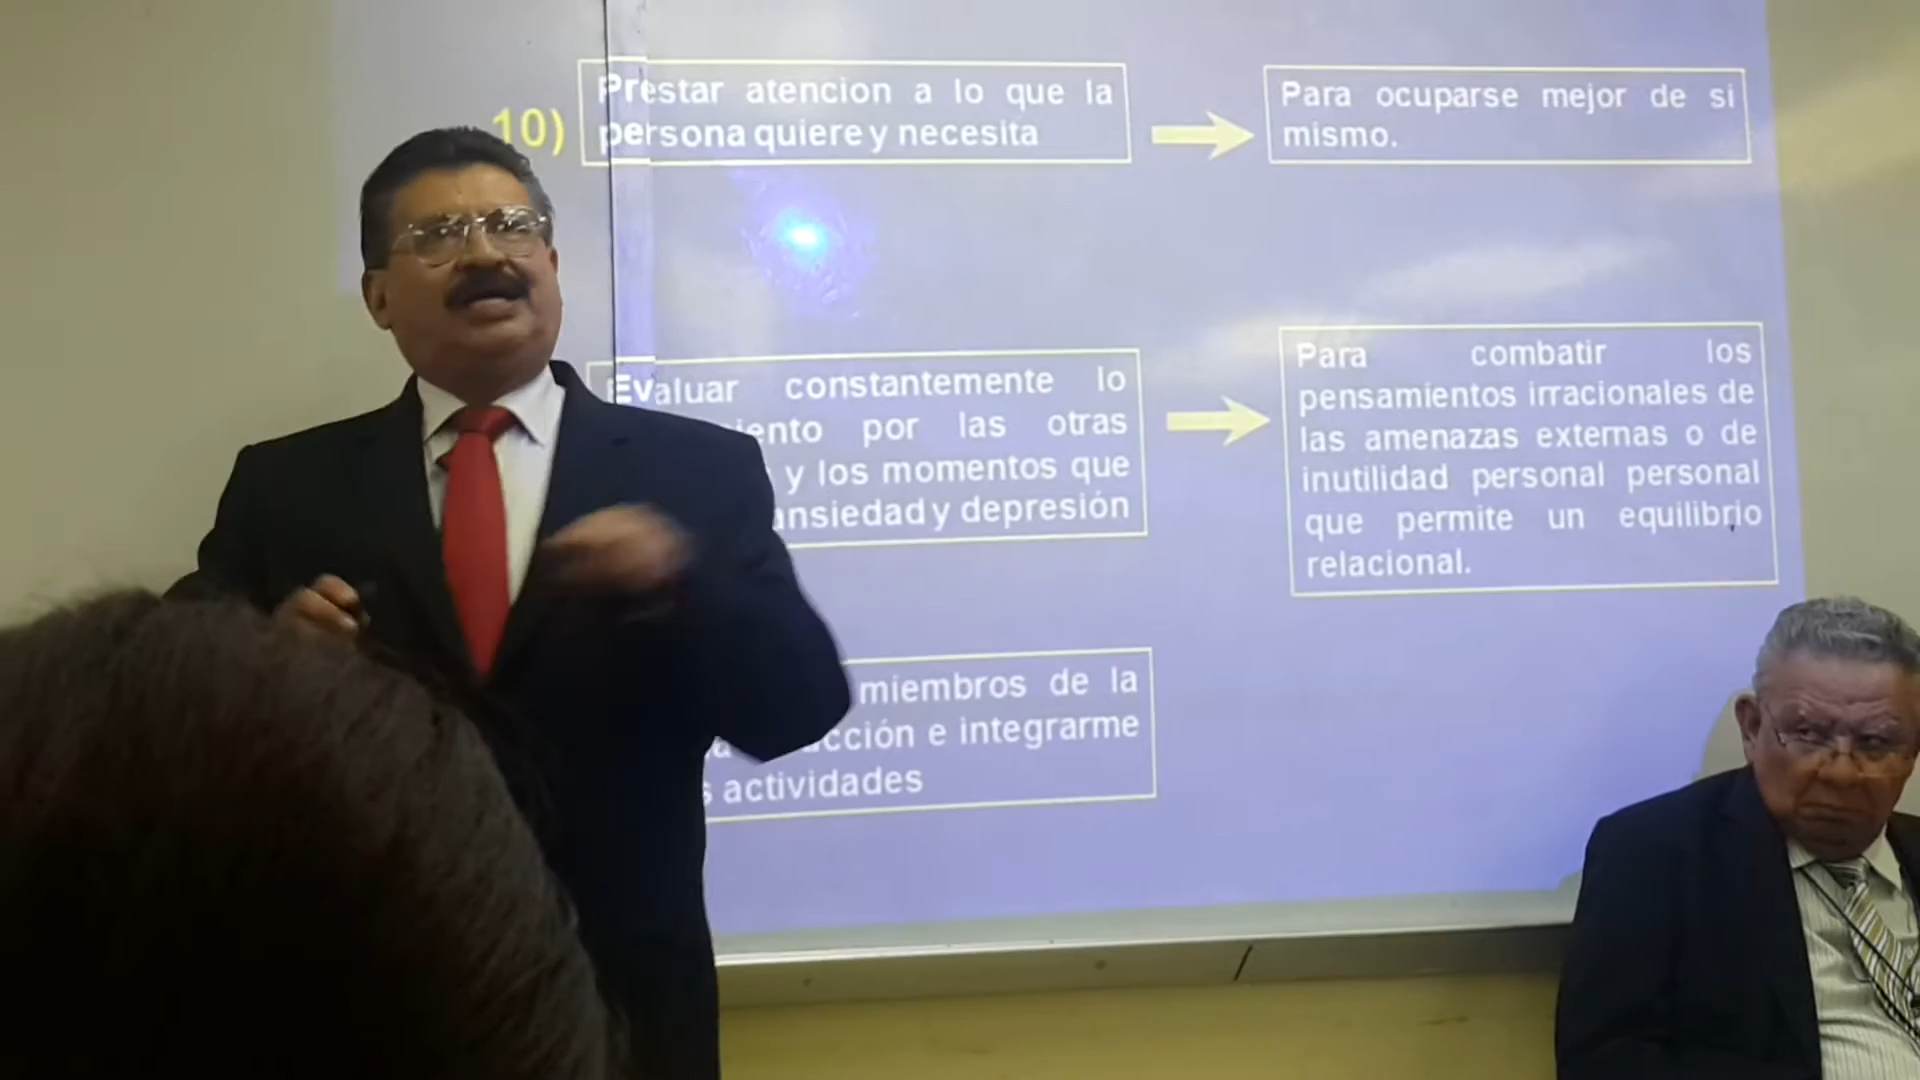 10)
Prestar atencion a lo que la
persona quiere y necesita
Para ocuparse mejor de si
mismo.
Evaluar constantemente lo
por las otras
y los momentos que
ansiedad y depresión
Para combatir los
pensamientos irracionales de
las amenazas externas o de
inutilidad personal personal
que permite un equilibrio
relacional.
miembros de la
e integrarme
actividades